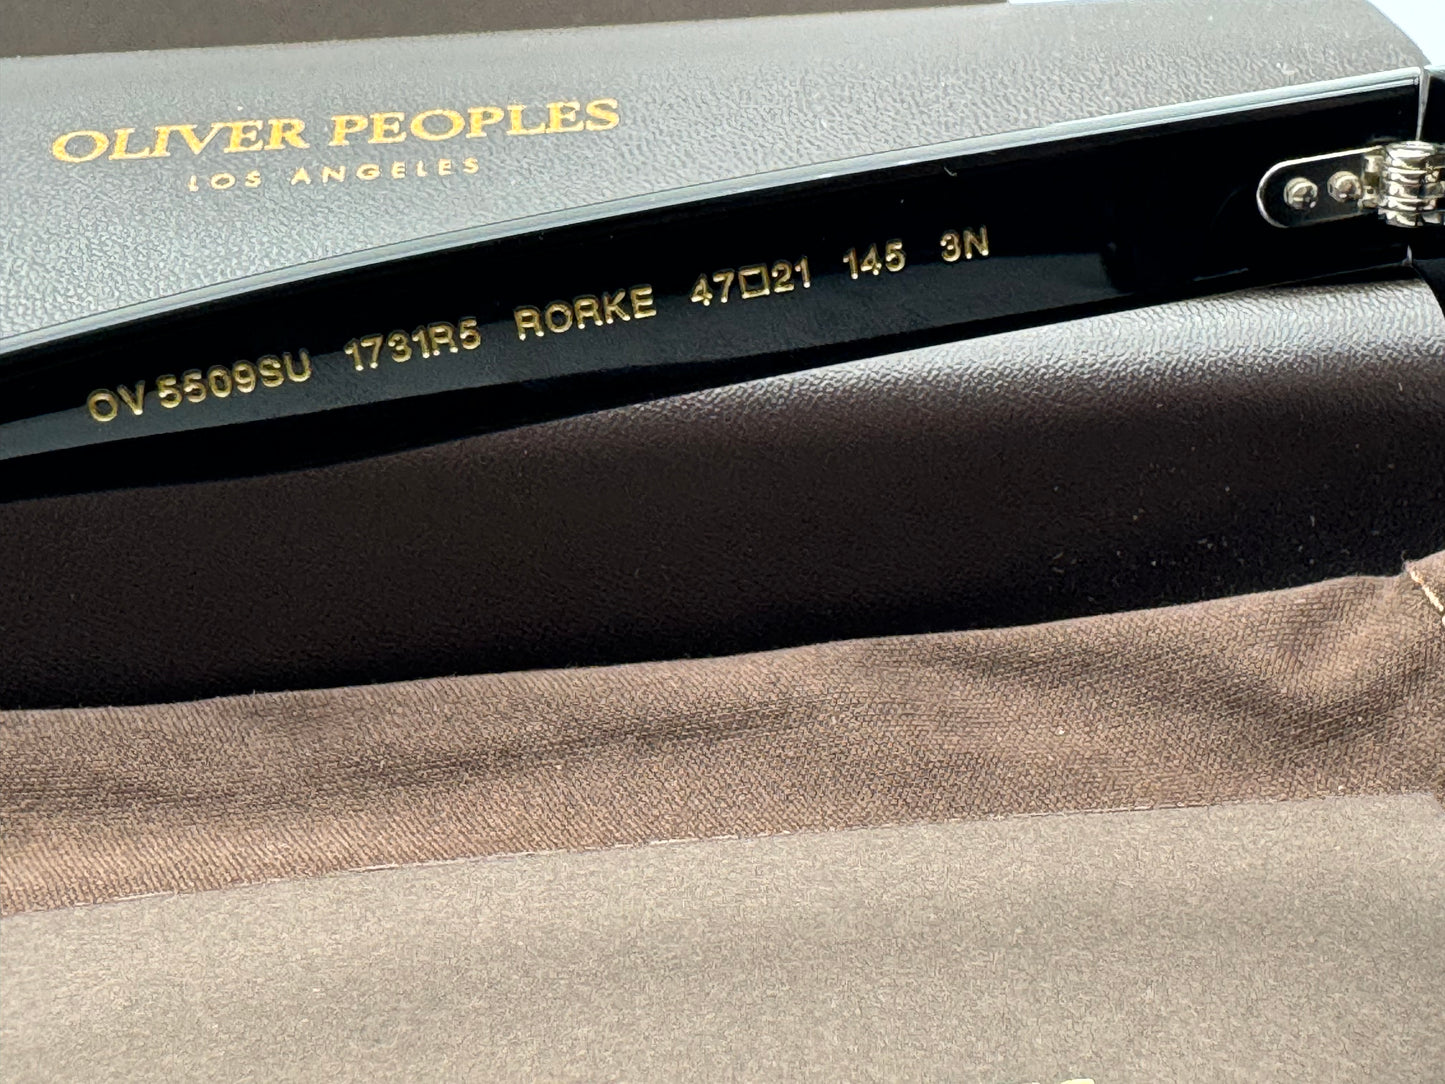 OLIVER PEOPLES
LOS ANGELES
OV 5509SU 1731R5 RORKE 47□21 145 3N